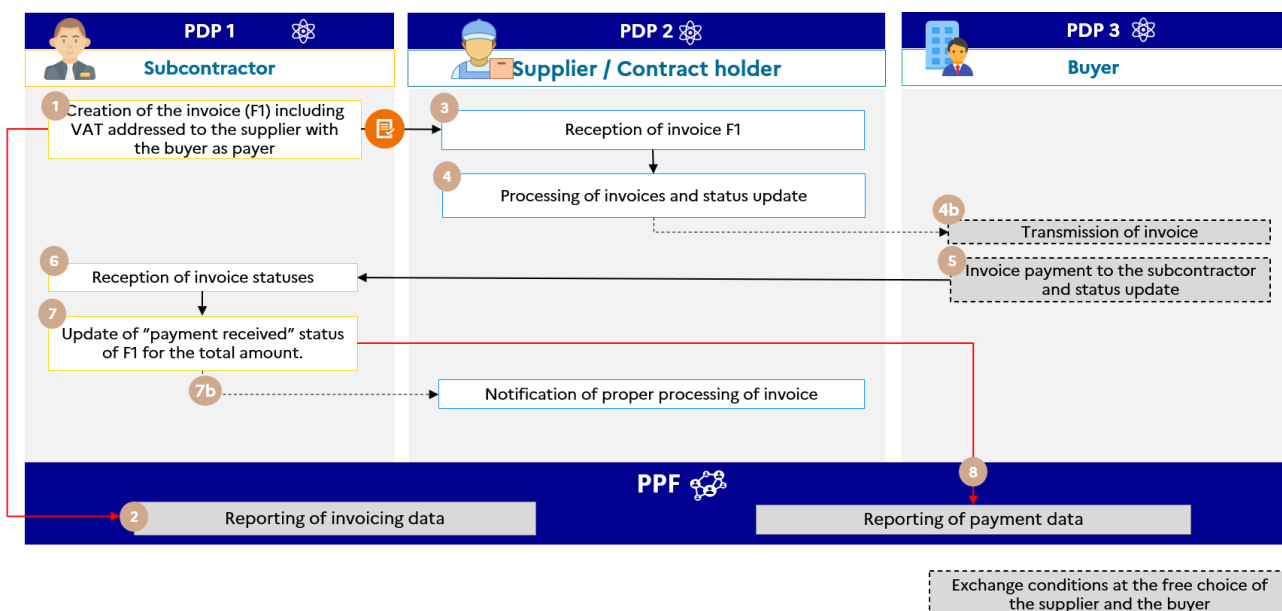 PDP 1
PDP 2
PDP 3
Subcontractor
Supplier / Contract holder
Buyer
1
Creation of the invoice (F1) including
VAT addressed to the supplier with
the buyer as payer
3
Reception of invoice F1
4
Processing of invoices and status update
4b
Transmission of invoice
5
Invoice payment to the subcontractor
and status update
6
Reception of invoice statuses
7
Update of “payment received” status
of F1 for the total amount.
7b
Notification of proper processing of invoice
PPF
8
2
Reporting of invoicing data
Reporting of payment data
Exchange conditions at the free choice of
the supplier and the buyer